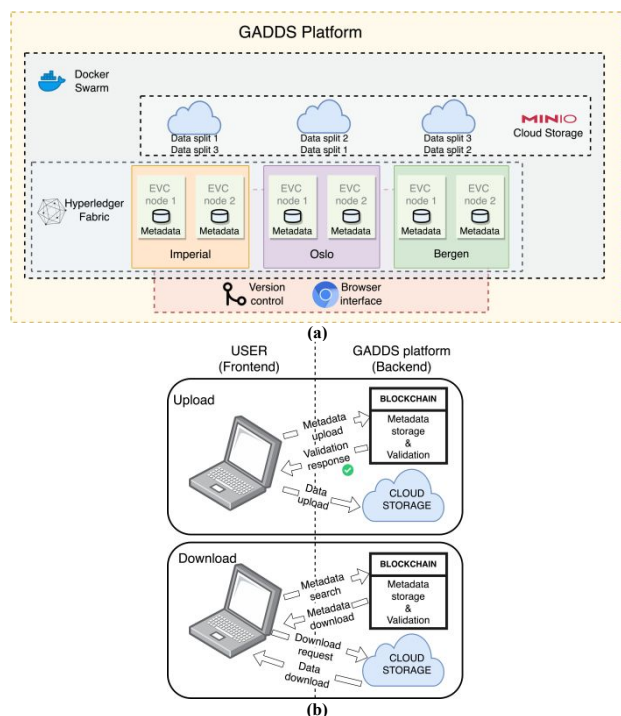 GADDS Platform
Docker
Swarm
Data split 1
Data split 3
Data split 2
Data split 1
Data split 3
Data split 2
MINIO
Cloud Storage
Hyperledger
Fabric
EVC
node 1
Metadata
EVC
node 2
Metadata
Imperial
EVC
node 1
Metadata
EVC
node 2
Metadata
Oslo
EVC
node 1
Metadata
EVC
node 2
Metadata
Bergen
Version
control
Browser
interface
(a)
USER
(Frontend)
GADDS platform
(Backend)
Upload
Metadata
upload
Validation
response
Data
upload
BLOCKCHAIN
Metadata
storage
&
Validation
CLOUD
STORAGE
Download
Metadata
search
Metadata
download
Download
request
Data
download
BLOCKCHAIN
Metadata
storage
&
Validation
CLOUD
STORAGE
(b)